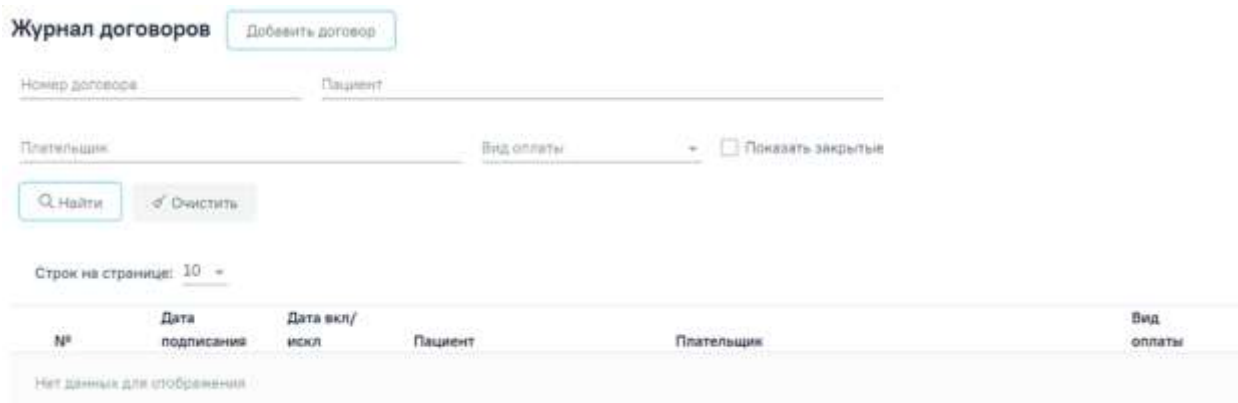 Журнал договоров Добавить договор
Номер договора Пациент
Плательщик Вид оплаты Показать закрытые
Найти Очистить
Строк на странице: 10
Дата Дата вкл/ Вид
№ подписания искл Пациент Плательщик оплаты
Нет данных для отображения